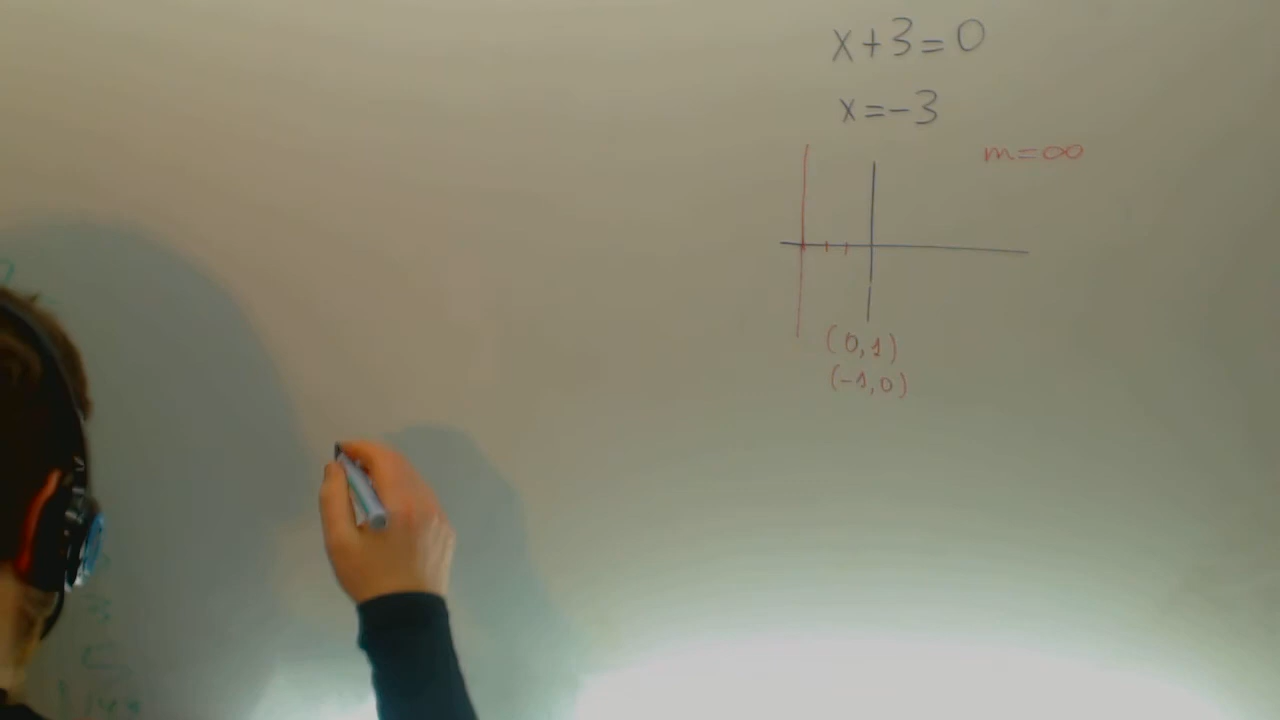 x+3=0
x=-3
m=∞
(0,1)
(-1,0)